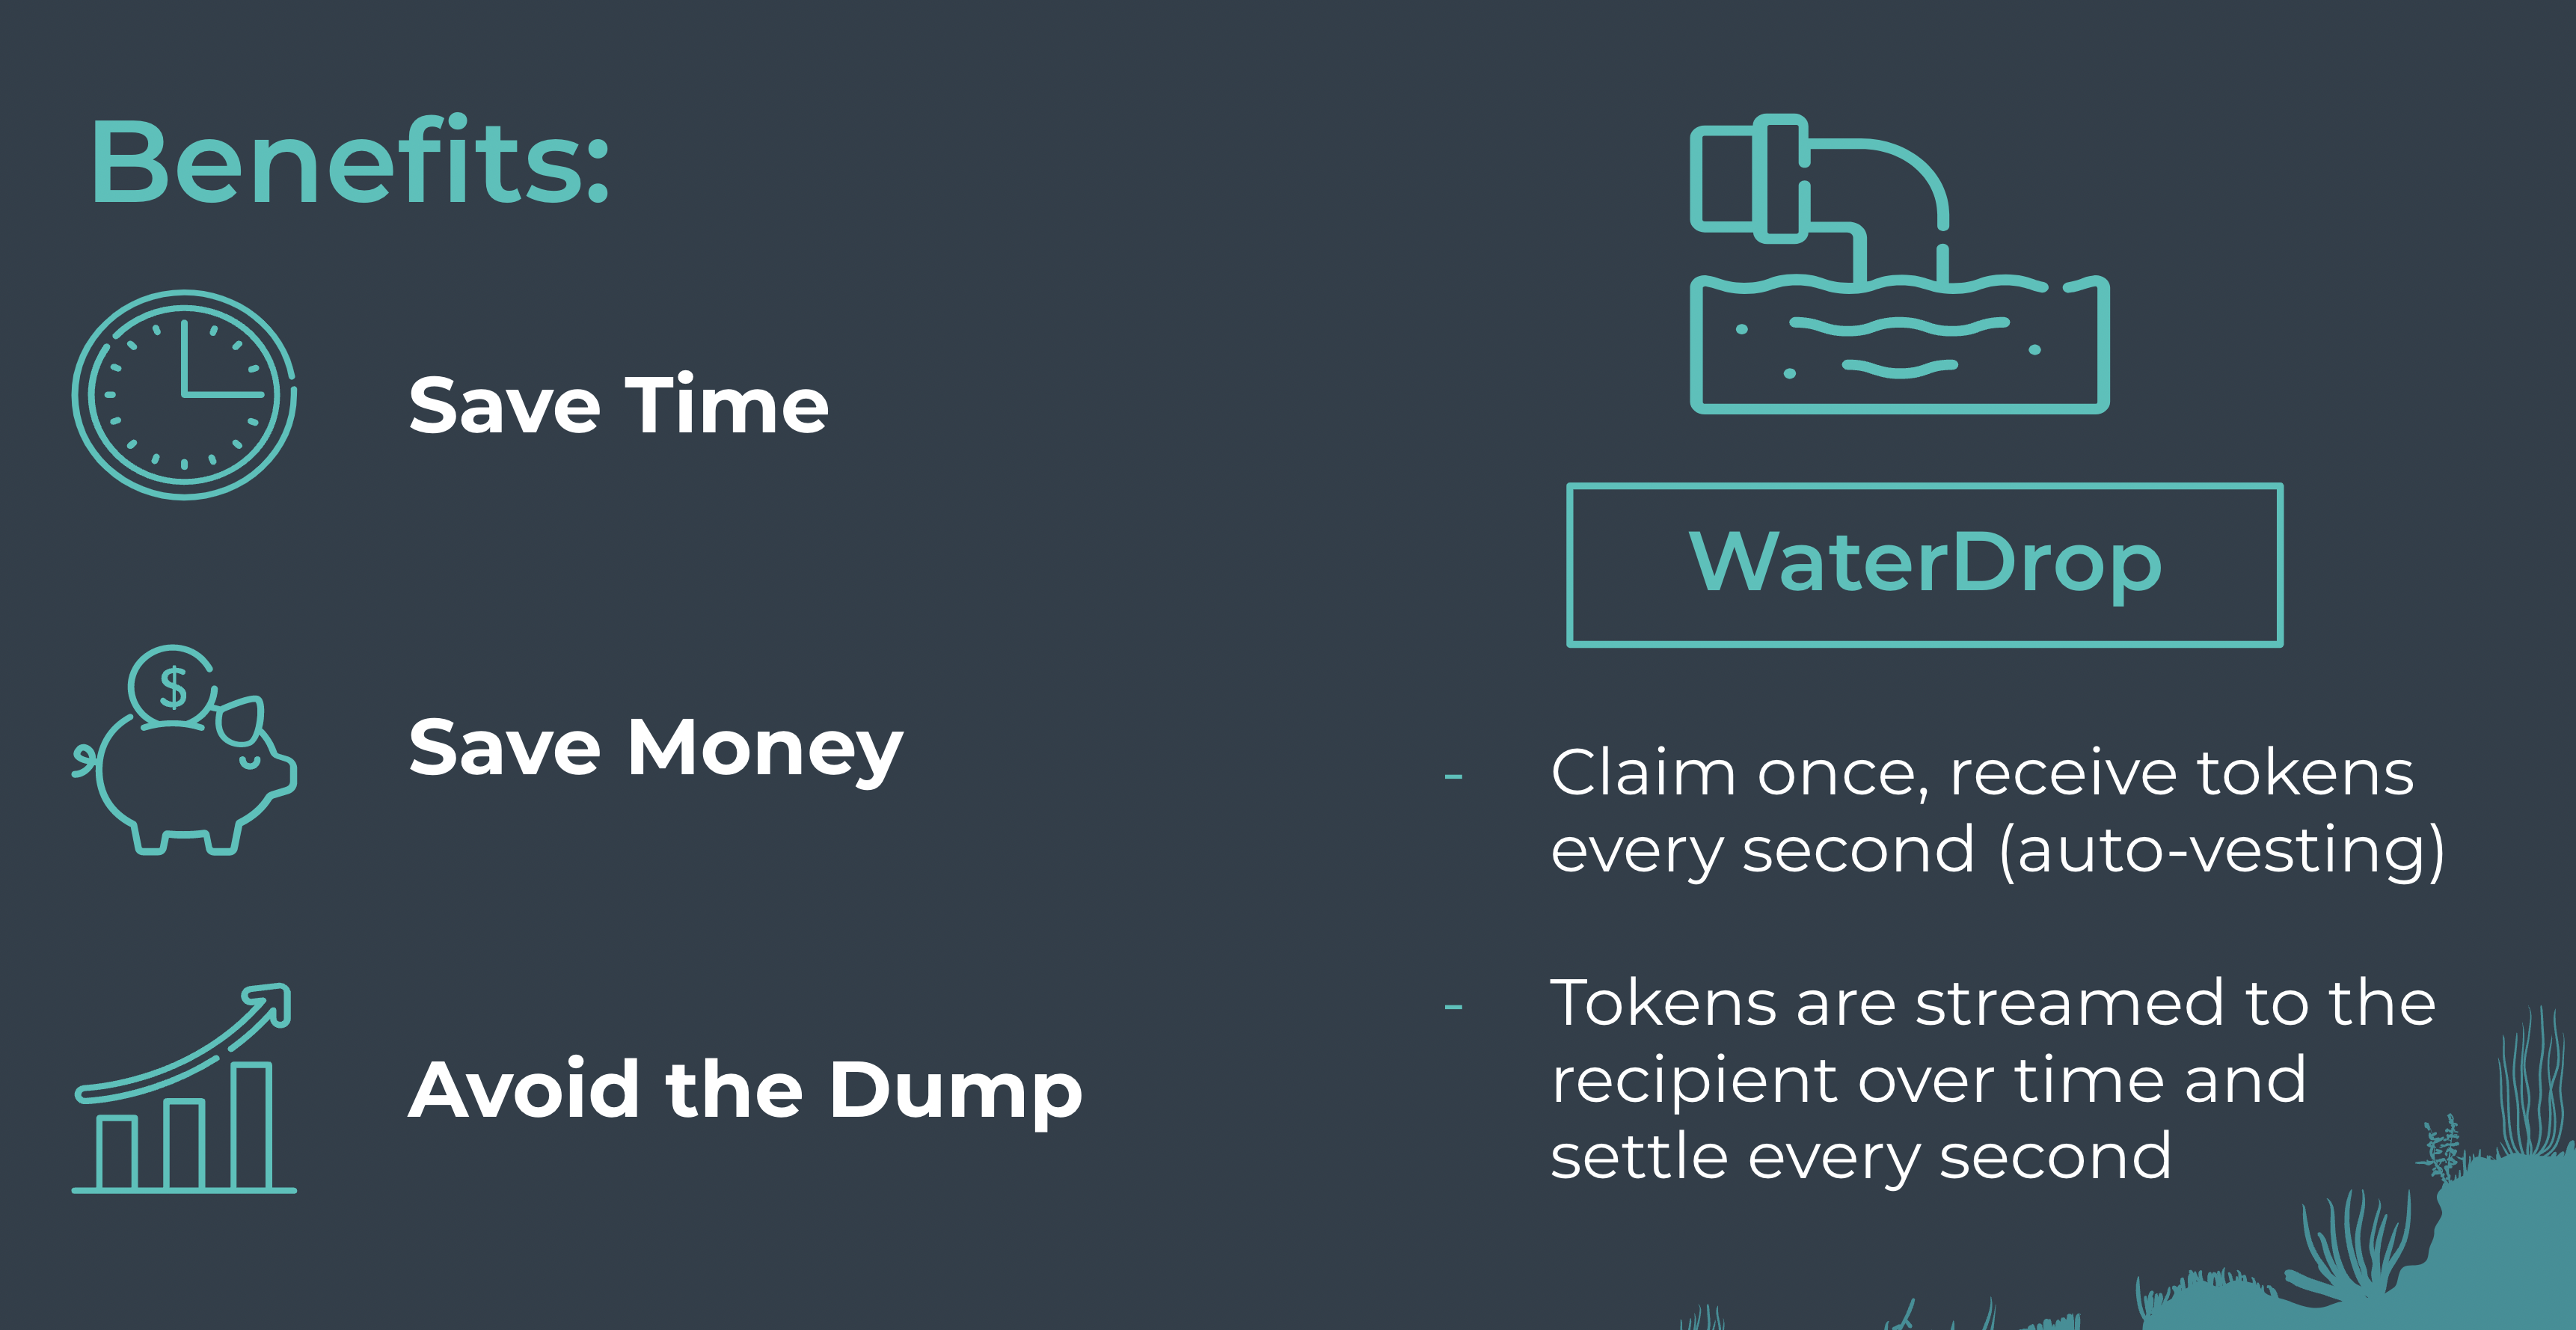 Benefits:
Save Time
Save Money
$
Avoid the Dump
WaterDrop
- Claim once, receive tokens
every second (auto-vesting)
- Tokens are streamed to the
recipient over time and
settle every second